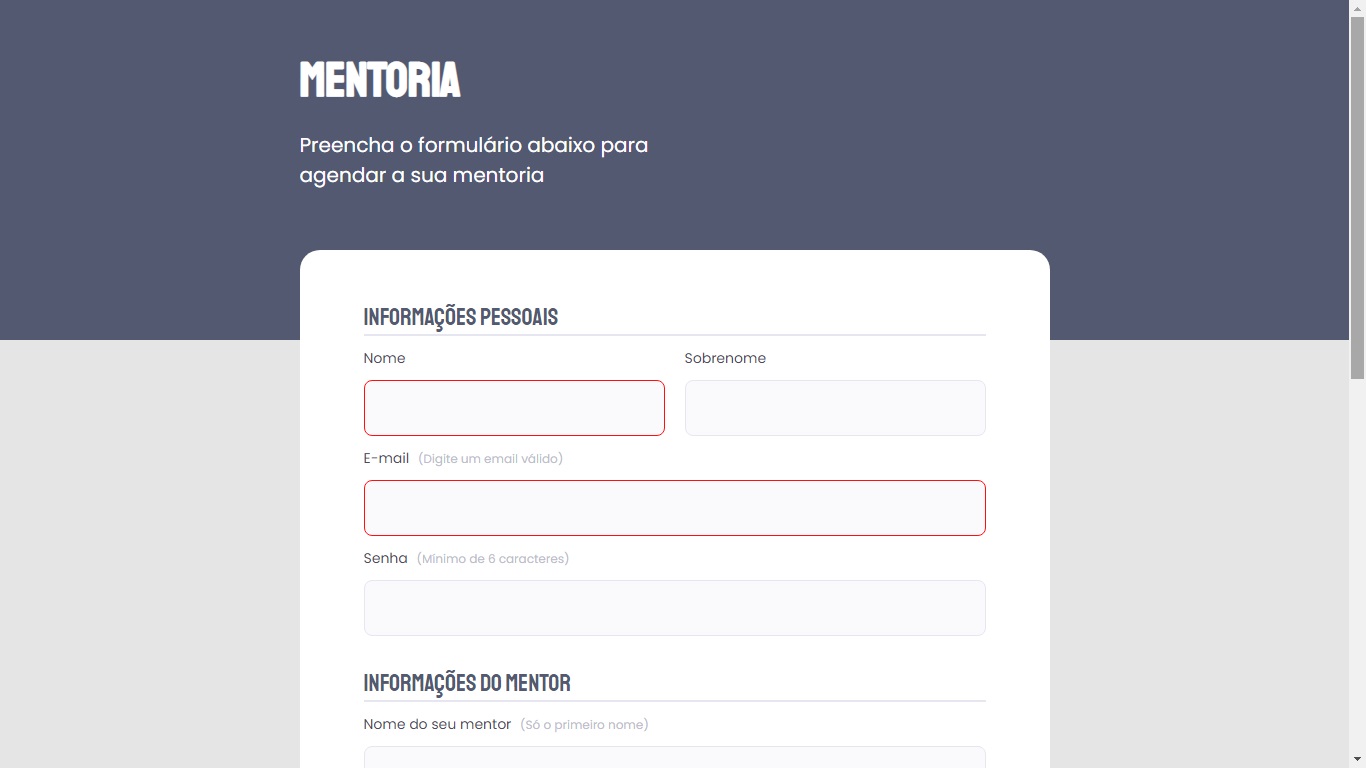 MENTORIA
Preencha o formulário abaixo para
agendar a sua mentoria
INFORMAÇÕES PESSOAIS
Nome
Sobrenome
E-mail (Digite um email válido)
Senha (Mínimo de 6 caracteres)
INFORMAÇÕES DO MENTOR
Nome do seu mentor (Só o primeiro nome)